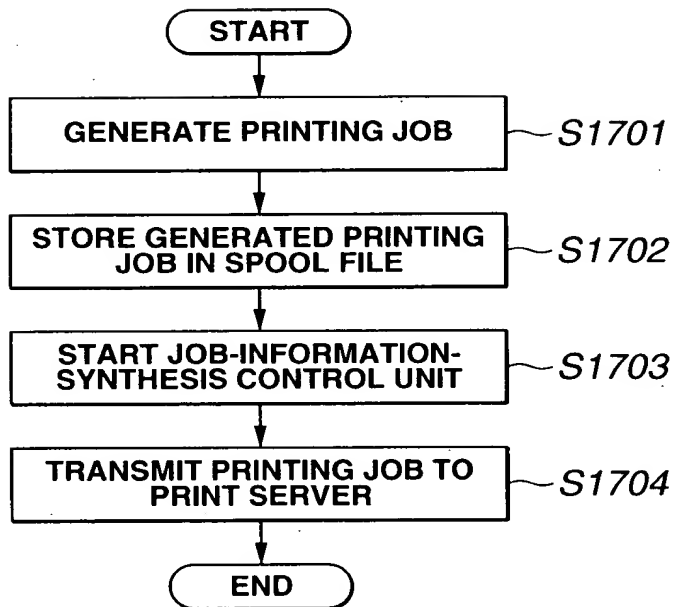 START
GENERATE PRINTING JOB
S1701
STORE GENERATED PRINTING
JOB IN SPOOL FILE
S1702
START JOB-INFORMATION-
SYNTHESIS CONTROL UNIT
S1703
TRANSMIT PRINTING JOB TO
PRINT SERVER
S1704
END